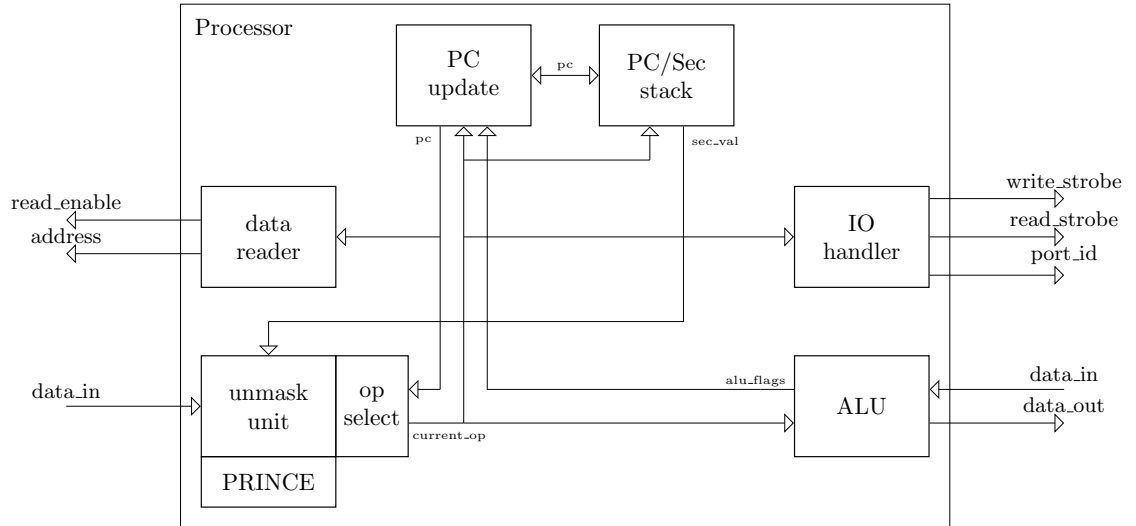 Processor
PC
update
pc
PC/Sec
stack
pc
sec_val
read_enable
address
data
reader
IO
handler
write_strobe
read_strobe
port_id
data_in
unmask
unit
op
select
PRINCE
current_op
alu_flags
ALU
data_in
data_out